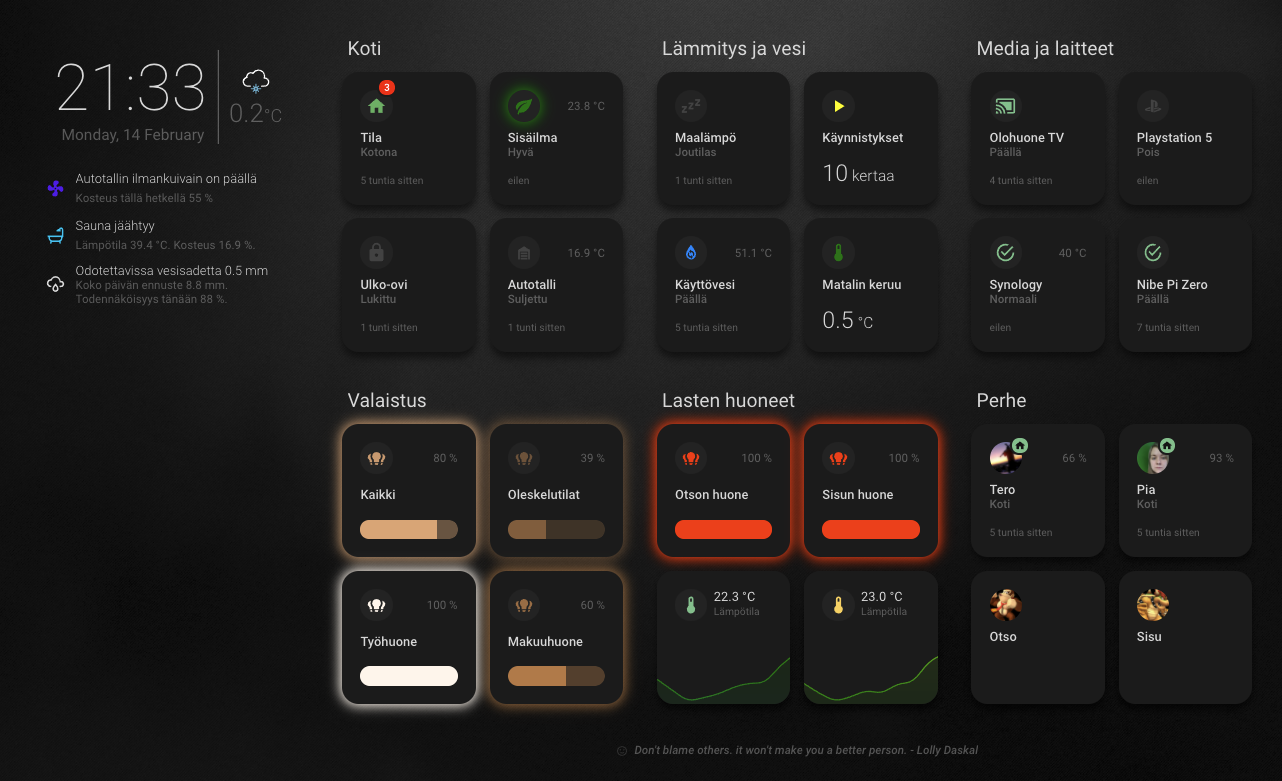 21:33
0.2°C
Monday, 14 February
Autotallin ilmankuivain on päällä
Kosteus tällä hetkellä 55 %
Sauna jäähtyy
Lämpötila 39.4 °C. Kosteus 16.9 %.
Odotettavissa vesisadetta 0.5 mm
Koko päivän ennuste 8.8 mm.
Todennäköisyys tänään 88 %.
Koti
3
Tila
Kotona
5 tuntia sitten
23.8 °C
Sisäilma
Hyvä
eilen
Ulko-ovi
Lukittu
1 tunti sitten
16.9 °C
Autotalli
Suljettu
1 tunti sitten
Lämmitys ja vesi
zzz
Maalämpö
Joutilas
1 tunti sitten
Käynnistykset
10 kertaa
51.1 °C
Käyttövesi
Päällä
5 tuntia sitten
Matalin keruu
0.5 °C
Media ja laitteet
Olohuone TV
Päällä
4 tuntia sitten
Playstation 5
Pois
eilen
40 °C
Synology
Normaali
eilen
Nibe Pi Zero
Päällä
7 tuntia sitten
Valaistus
80 %
Kaikki
39 %
Oleskelutilat
100 %
Työhuone
60 %
Makuuhuone
Lasten huoneet
100 %
Otson huone
100 %
Sisun huone
22.3 °C
Lämpötila
23.0 °C
Lämpötila
Perhe
66 %
Tero
Koti
5 tuntia sitten
93 %
Pia
Koti
5 tuntia sitten
Otso
Sisu
Don't blame others. it won't make you a better person. - Lolly Daskal